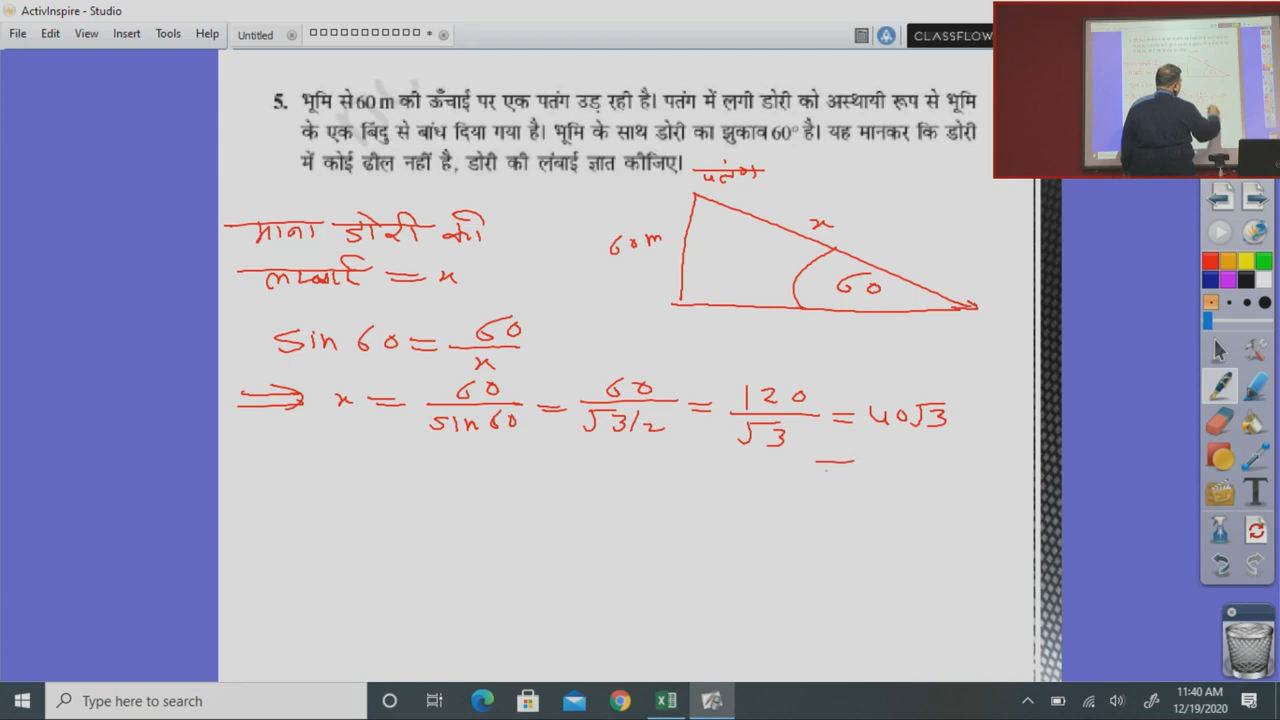 ActivInspire - Studio
File Edit View Insert Tools Help
Untitled
CLASSFLOW
5. भूमि से 60 m की ऊँचाई पर एक पतंग उड़ रही है। पतंग में लगी डोरी को अस्थायी रूप से भूमि
के एक बिंदु से बांध दिया गया है। भूमि के साथ डोरी का झुकाव 60° है। यह मानकर कि डोरी
में कोई ढील नहीं है, डोरी की लंबाई ज्ञात कीजिए।
पतंग
माना डोरी की
x
60 m
60
लम्बाई = x
sin 60 = 60/x
⇒ x = 60/sin 60 = 60/√3/2 = 120/√3 = 40√3
Type here to search
11:40 AM
12/19/2020